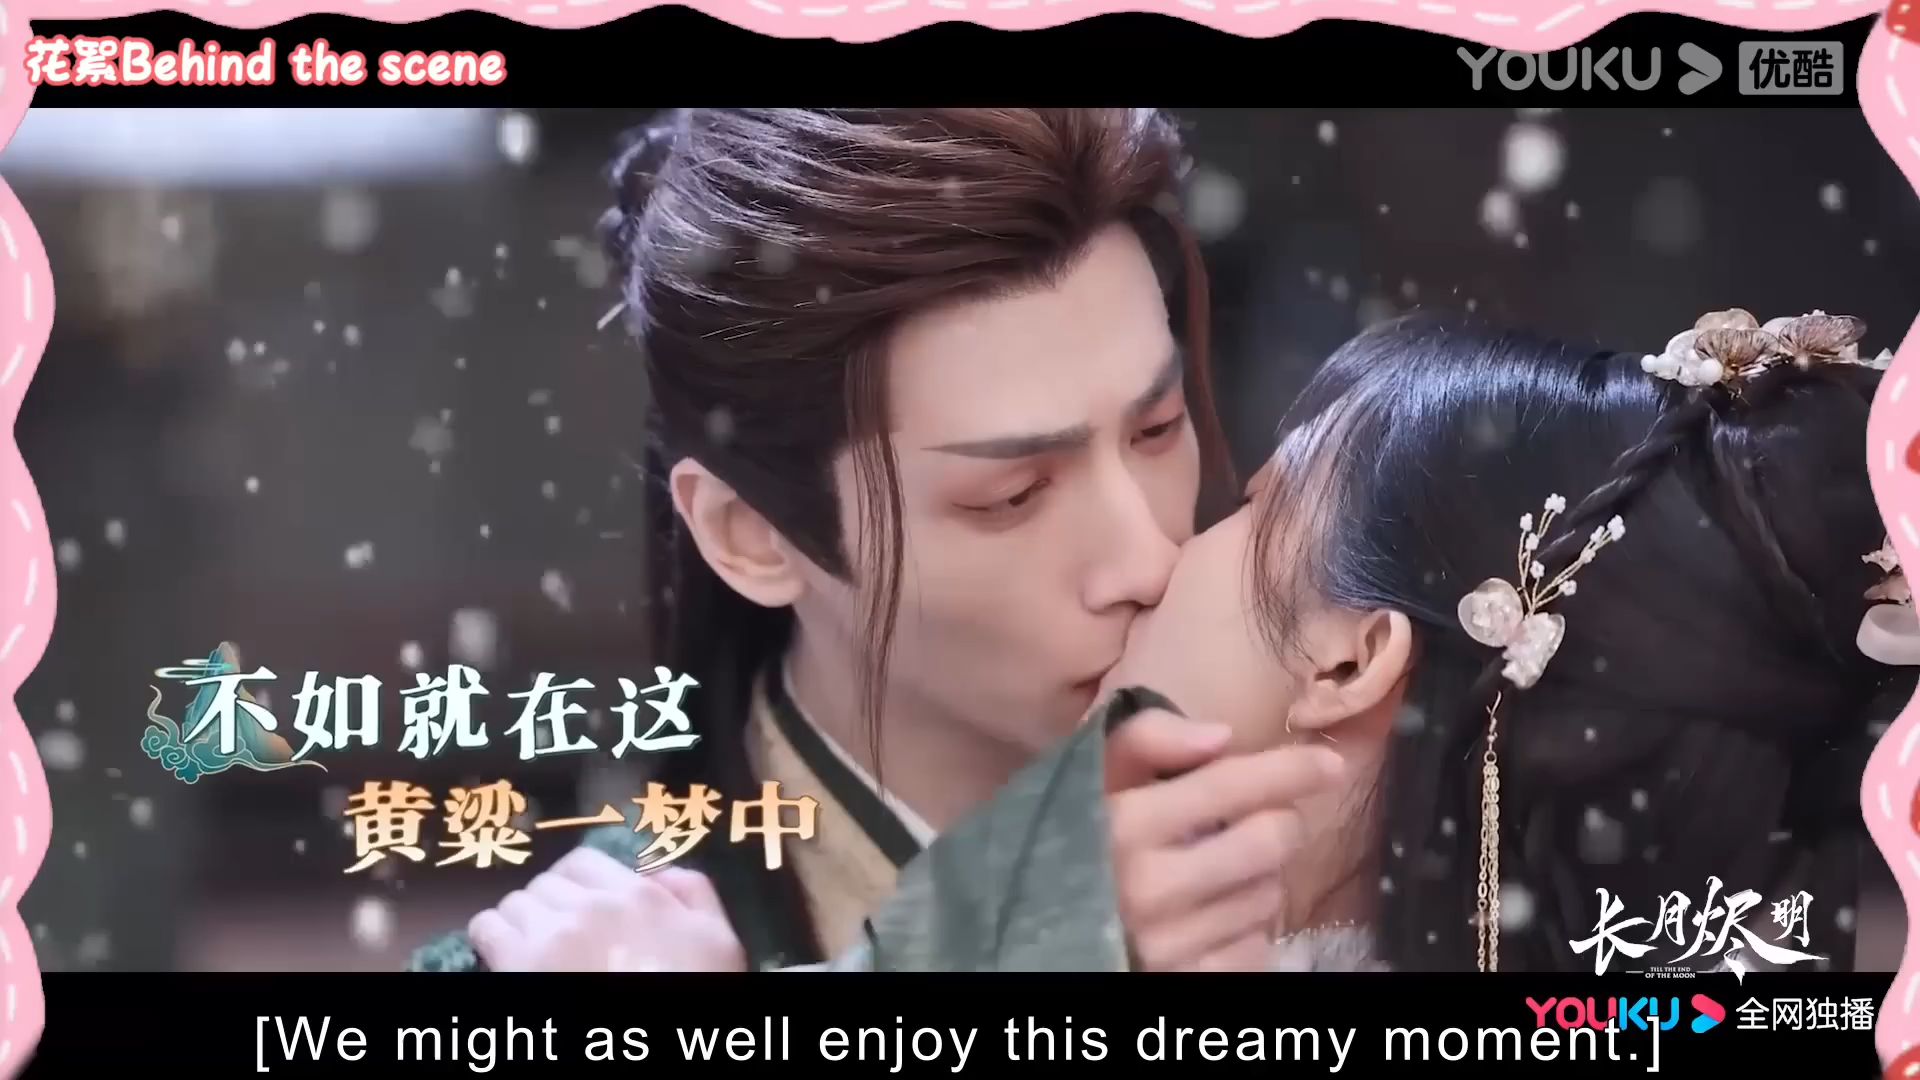 花絮Behind the scene
YOUKU 优酷
不如就在这
黄粱一梦中
长月烬明
TILL THE END
OF THE MOON
YOUKU 全网独播
[We might as well enjoy this dreamy moment.]